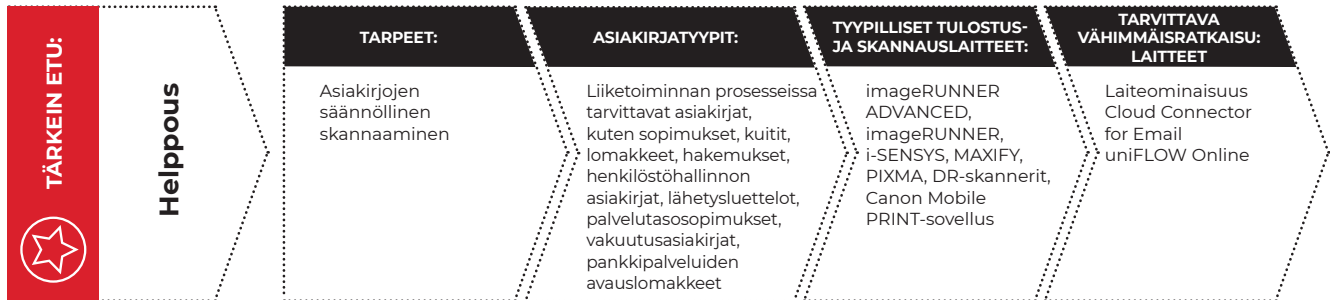 TÄRKEIN ETU:
Helppous
TARPEET:
Asiakirjojen
säännöllinen
skannaaminen
ASIAKIRJATYYPIT:
Liiketoiminnan prosesseissa
tarvittavat asiakirjat,
kuten sopimukset, kuitit,
lomakkeet, hakemukset,
henkilöstöhallinnon
asiakirjat, lähetysluettelot,
palvelutasosopimukset,
vakuutusasiakirjat,
pankkipalveluiden
avauslomakkeet
TYYPILLISET TULOSTUS-
JA SKANNAUSLAITTEET:
imageRUNNER
ADVANCED,
imageRUNNER,
i-SENSYS, MAXIFY,
PIXMA, DR-skannerit,
Canon Mobile
PRINT-sovellus
TARVITTAVA
VÄHIMMÄISRATKAISU:
LAITTEET
Laiteominaisuus
Cloud Connector
for Email
uniFLOW Online